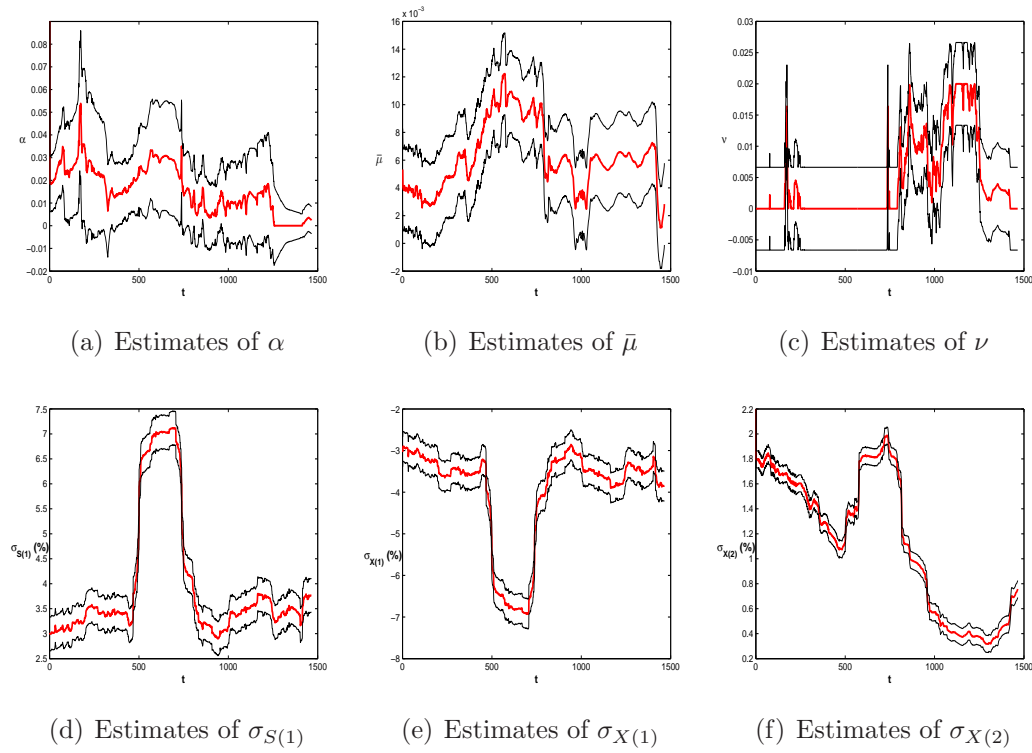 0.08
0.07
0.06
0.05
0.04
α
0.03
0.02
0.01
0
−0.01
−0.02
0 500 1000 1500
t
x 10⁻³
16
14
12
10
8
μ̄
6
4
2
0
−2
0 500 1000 1500
t
0.03
0.025
0.02
0.015
ν
0.01
0.005
0
−0.005
−0.01
0 500 1000 1500
t
(a) Estimates of α
(b) Estimates of μ̄
(c) Estimates of ν
7.5
7
6.5
6
5.5
5
σS(1) (%)
4.5
4
3.5
3
2.5
0 500 1000 1500
t
−2
−3
−4
−5
σX(1) (%)
−6
−7
−8
0 500 1000 1500
t
2.2
2
1.8
1.6
1.4
1.2
σX(2) (%)
1
0.8
0.6
0.4
0.2
0 500 1000 1500
t
(d) Estimates of σS(1)
(e) Estimates of σX(1)
(f) Estimates of σX(2)